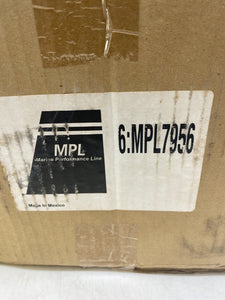 MPL
Marine Performance Line
6:MPL7956
Made in Mexico